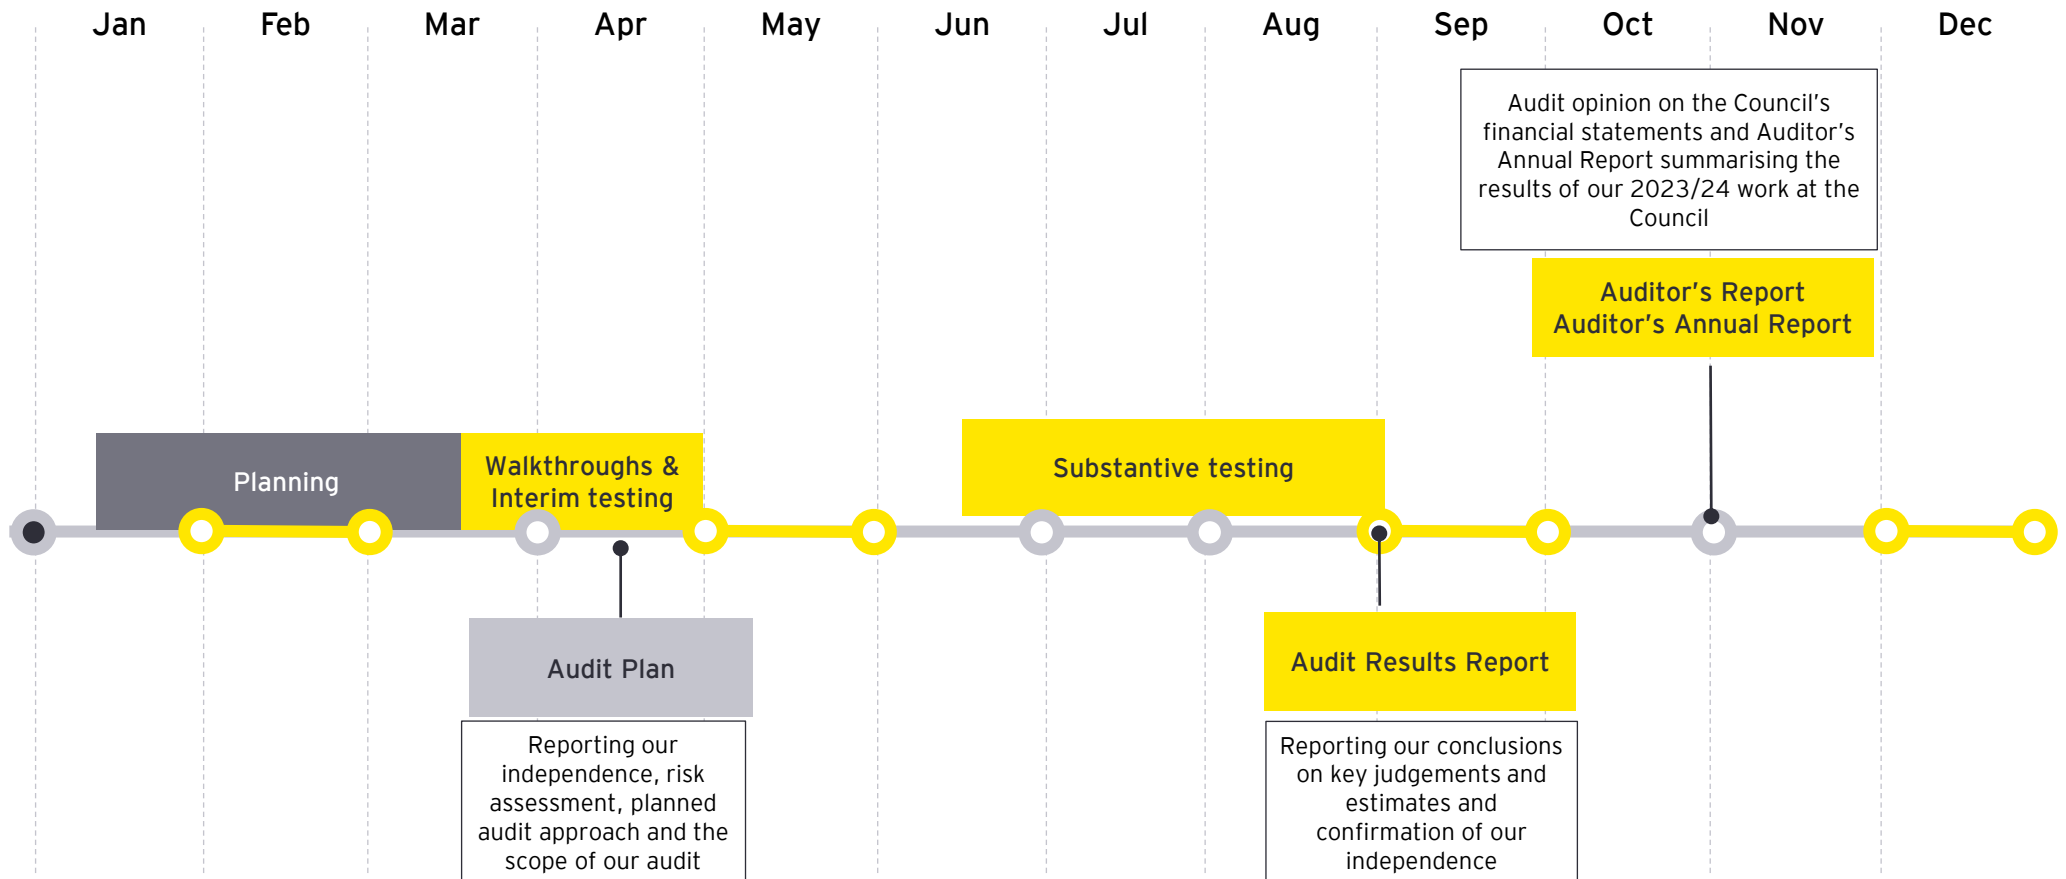 Jan Feb Mar Apr May Jun Jul Aug Sep Oct Nov Dec
Audit opinion on the Council’s
financial statements and Auditor’s
Annual Report summarising the
results of our 2023/24 work at the
Council
Auditor’s Report
Auditor’s Annual Report
Planning
Walkthroughs &
Interim testing
Substantive testing
Audit Plan
Reporting our
independence, risk
assessment, planned
audit approach and the
scope of our audit
Audit Results Report
Reporting our conclusions
on key judgements and
estimates and
confirmation of our
independence